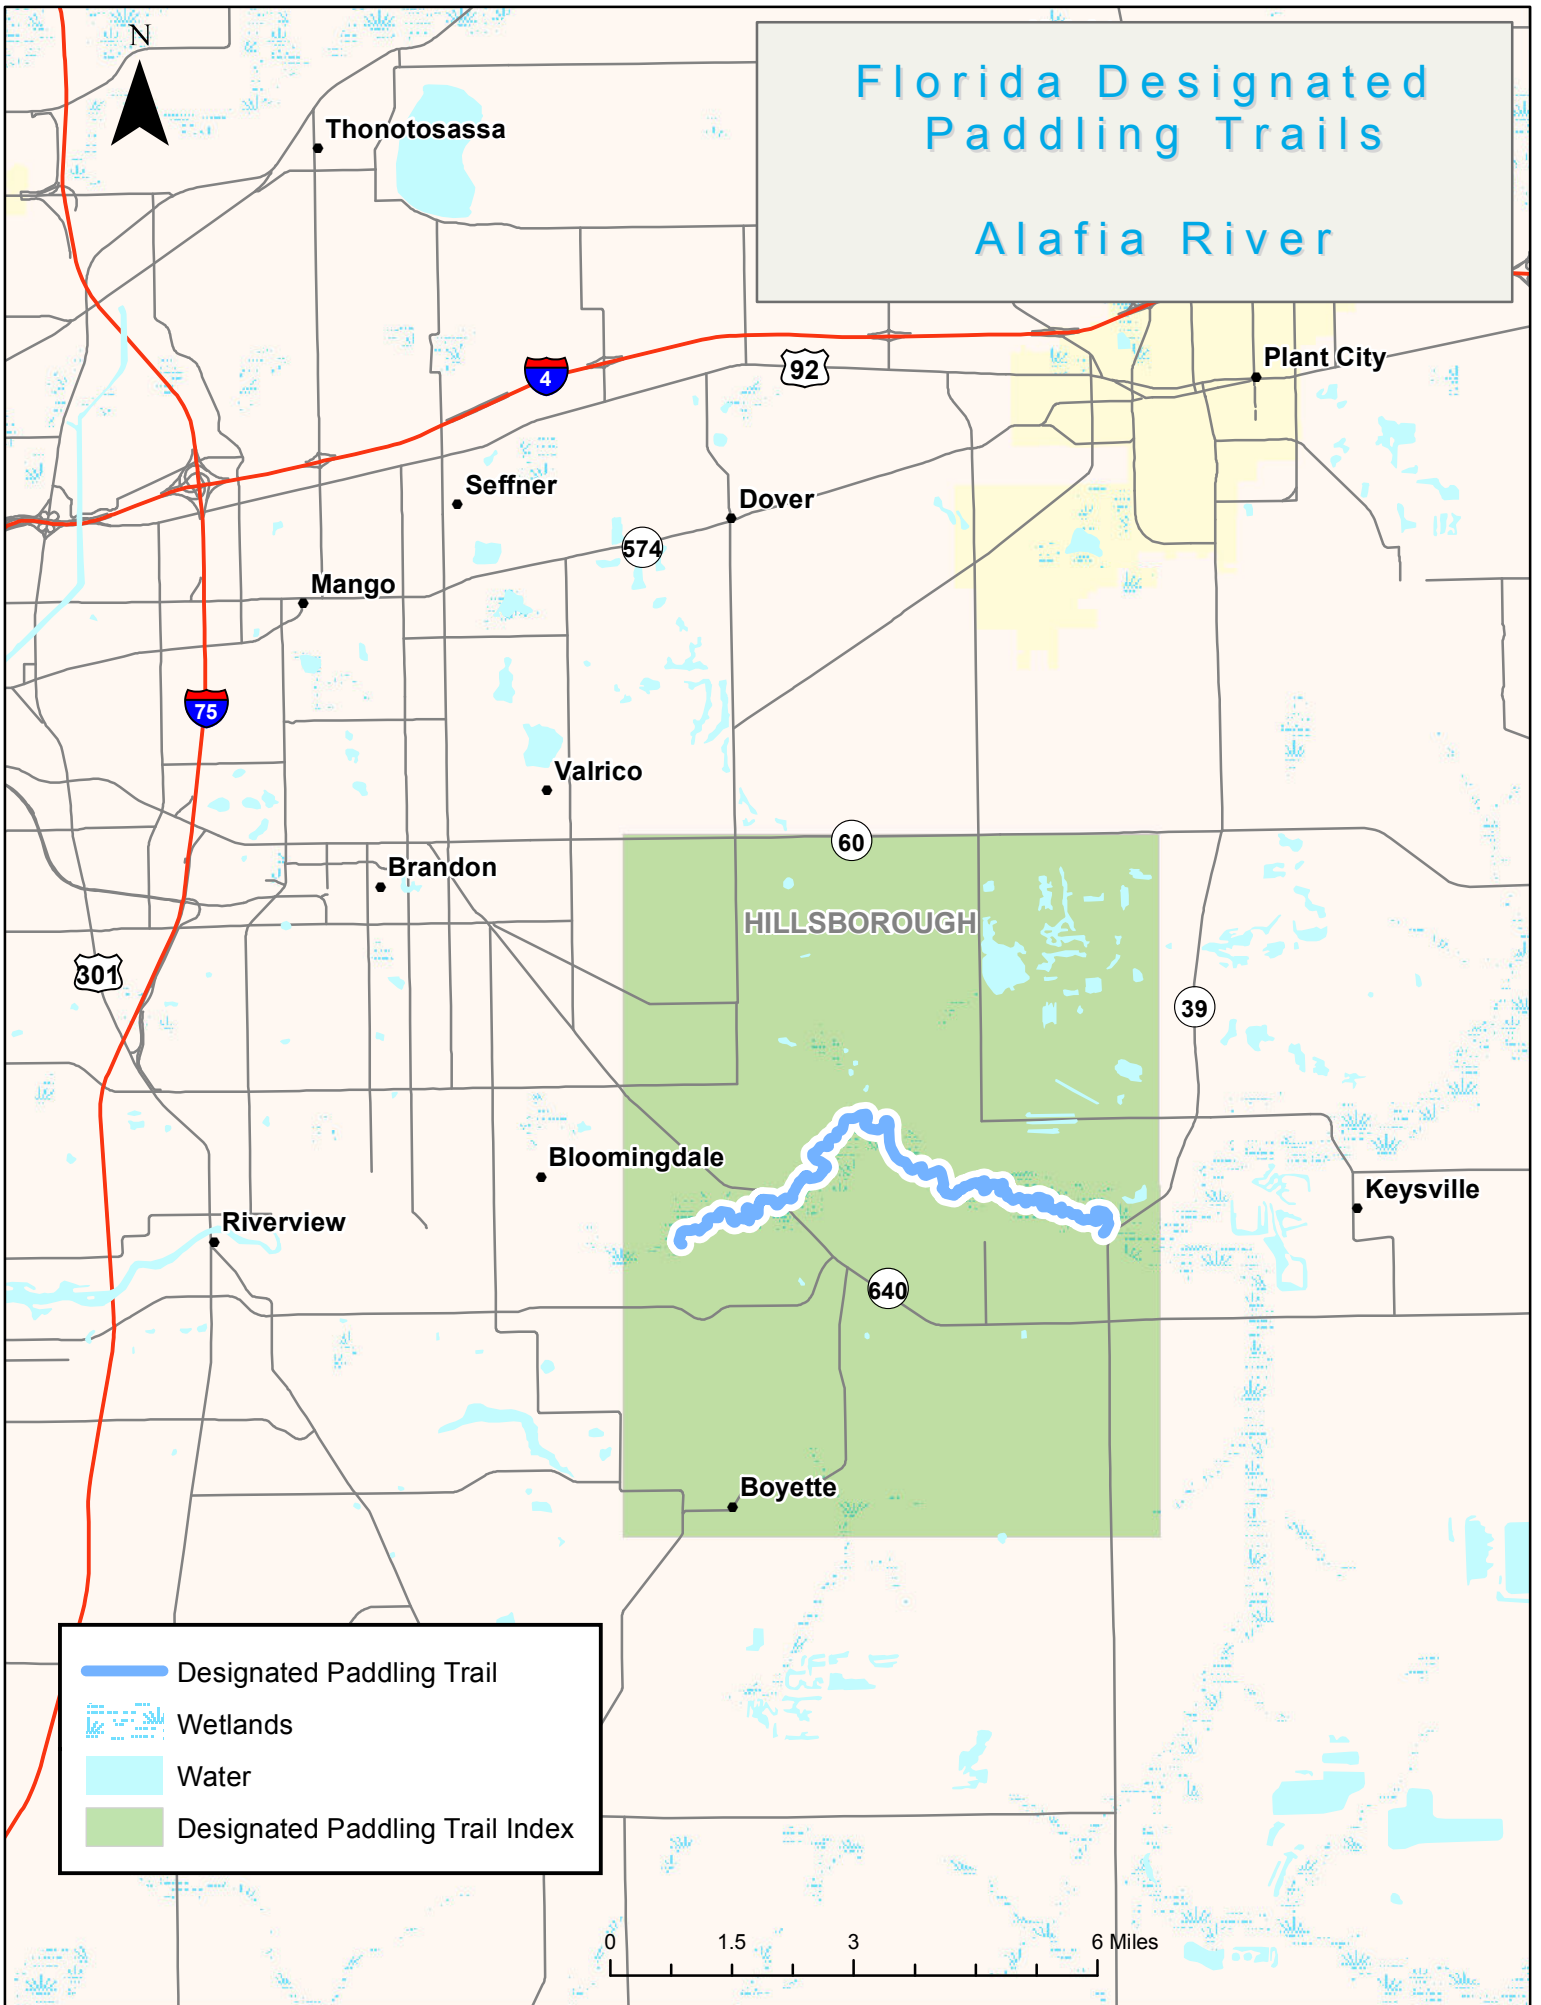 N
Florida Designated
Paddling Trails
Alafia River
Thonotosassa
Plant City
92
4
Seffner
Dover
574
Mango
75
Valrico
60
Brandon
HILLSBOROUGH
301
39
Bloomingdale
Keysville
Riverview
640
Boyette
Designated Paddling Trail
Wetlands
Water
Designated Paddling Trail Index
0 1.5 3 6 Miles